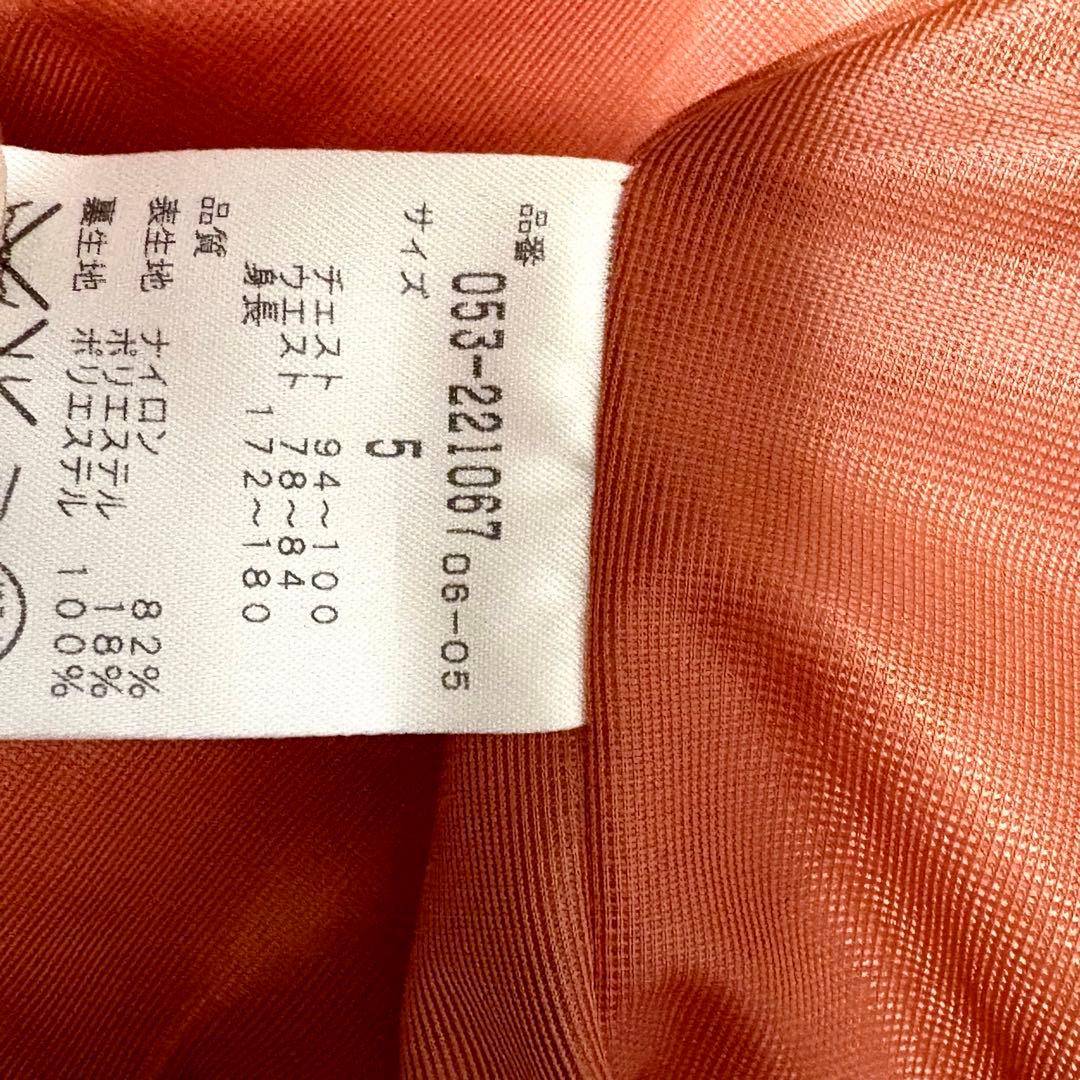 品番
053-221067 06-05
サイズ
5
チェスト 94~100
ウエスト 78~84
身長 172~180
品質
表生地 ナイロン 82%
ポリエステル 18%
裏生地 ポリエステル 100%